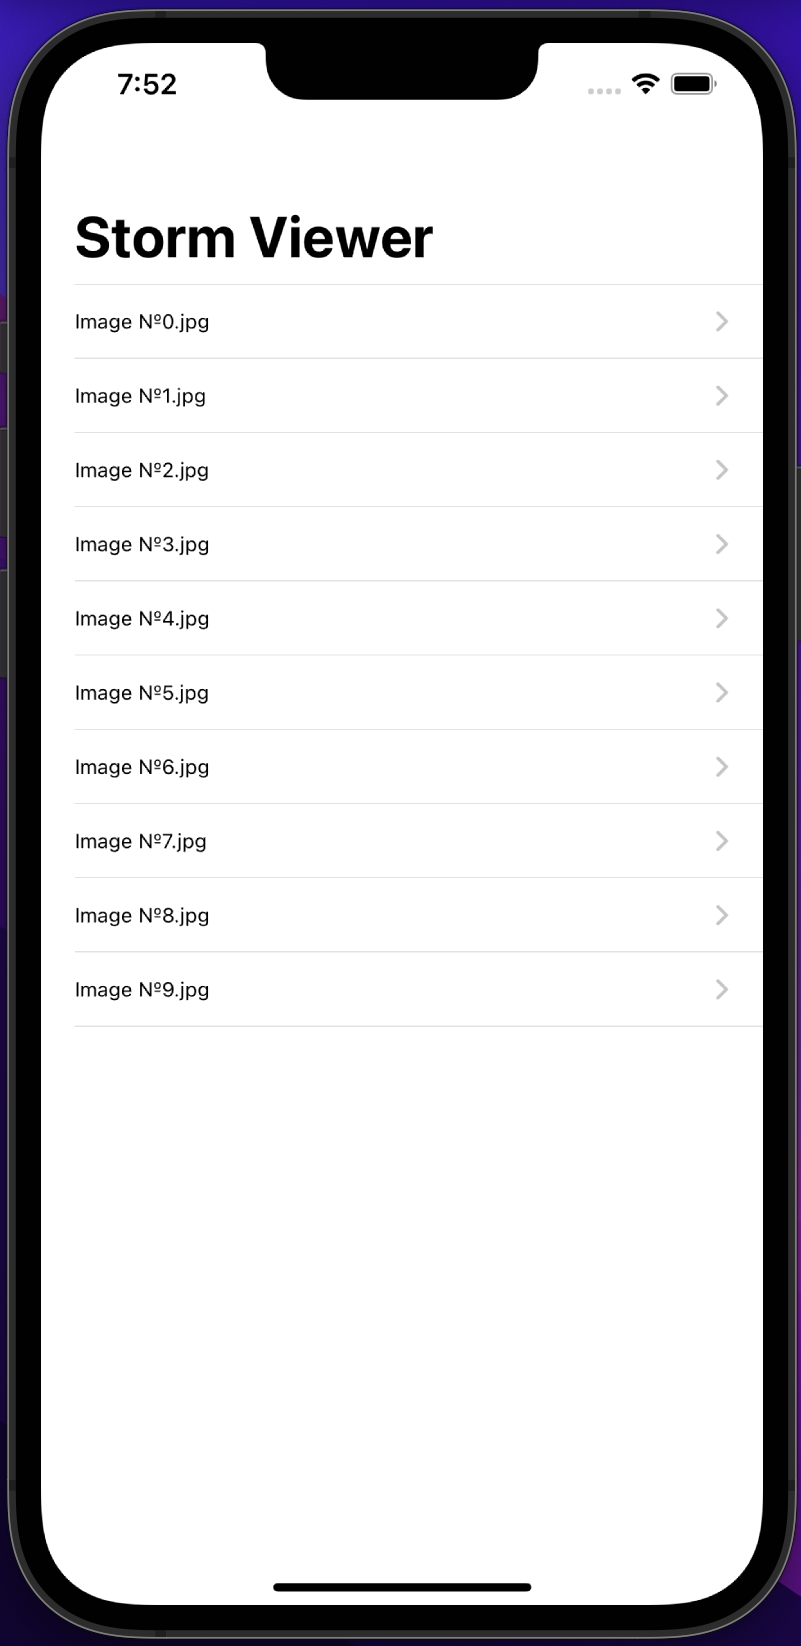 7:52
Storm Viewer
Image Nº0.jpg
Image Nº1.jpg
Image Nº2.jpg
Image Nº3.jpg
Image Nº4.jpg
Image Nº5.jpg
Image Nº6.jpg
Image Nº7.jpg
Image Nº8.jpg
Image Nº9.jpg